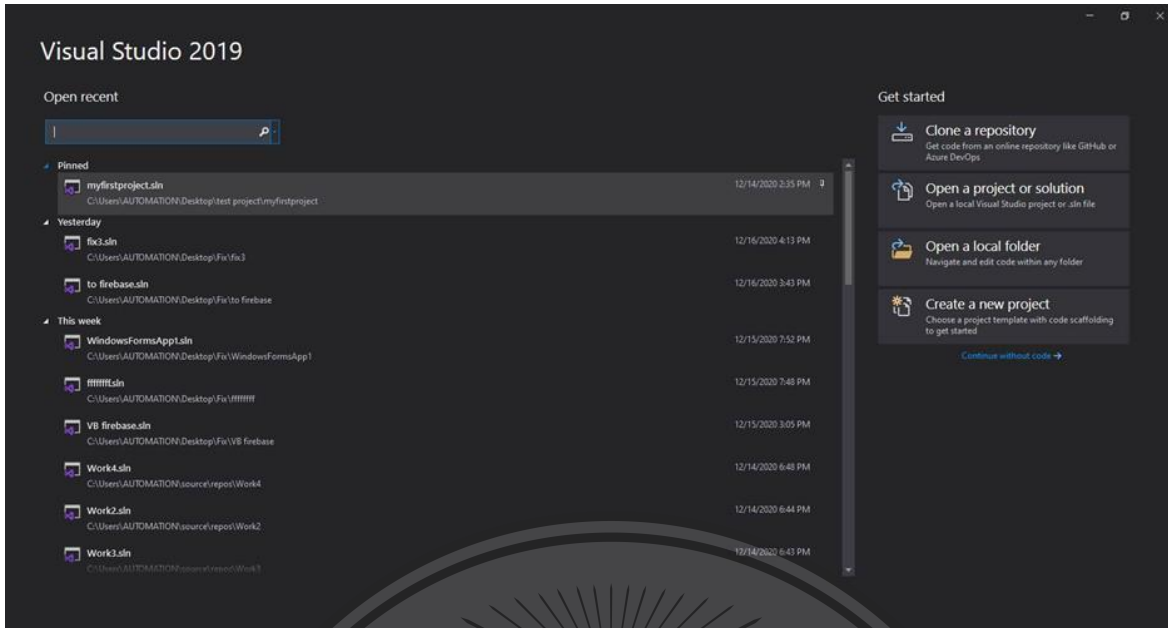 Visual Studio 2019
Open recent
Pinned
myfirstproject.sln
12/14/2020 2:35 PM
C:\Users\AUTOMATION\Desktop\test project\myfirstproject
Yesterday
fix3.sln
12/16/2020 4:13 PM
C:\Users\AUTOMATION\Desktop\Fix\fix3
to firebase.sln
12/16/2020 3:43 PM
C:\Users\AUTOMATION\Desktop\Fix\to firebase
This week
WindowsFormsApp1.sln
12/15/2020 7:52 PM
C:\Users\AUTOMATION\Desktop\Fix\WindowsFormsApp1
12/15/2020 7:48 PM
VB firebase.sln
12/15/2020 3:05 PM
C:\Users\AUTOMATION\Desktop\Fix\VB firebase
Work4.sln
12/14/2020 6:48 PM
C:\Users\AUTOMATION\source\repos\Work4
Work2.sln
12/14/2020 6:44 PM
C:\Users\AUTOMATION\source\repos\Work2
Work3.sln
12/14/2020 6:43 PM
C:\Users\AUTOMATION\source\repos\Work3
Get started
Clone a repository
Get code from an online repository like GitHub or
Azure DevOps
Open a project or solution
Open a local Visual Studio project or .sln file
Open a local folder
Navigate and edit code within any folder
Create a new project
Choose a project template with code scaffolding
to get started
Continue without code →